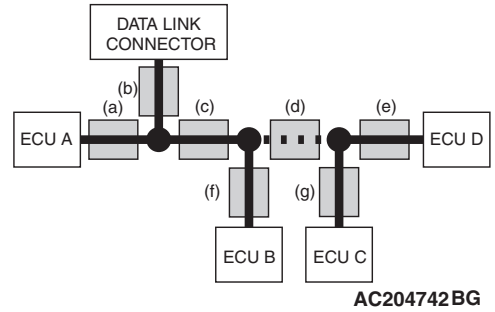 DATA LINK
CONNECTOR
(b)
(a)
(c)
(d)
(e)
ECU A
ECU D
(f)
(g)
ECU B
ECU C
AC204742BG